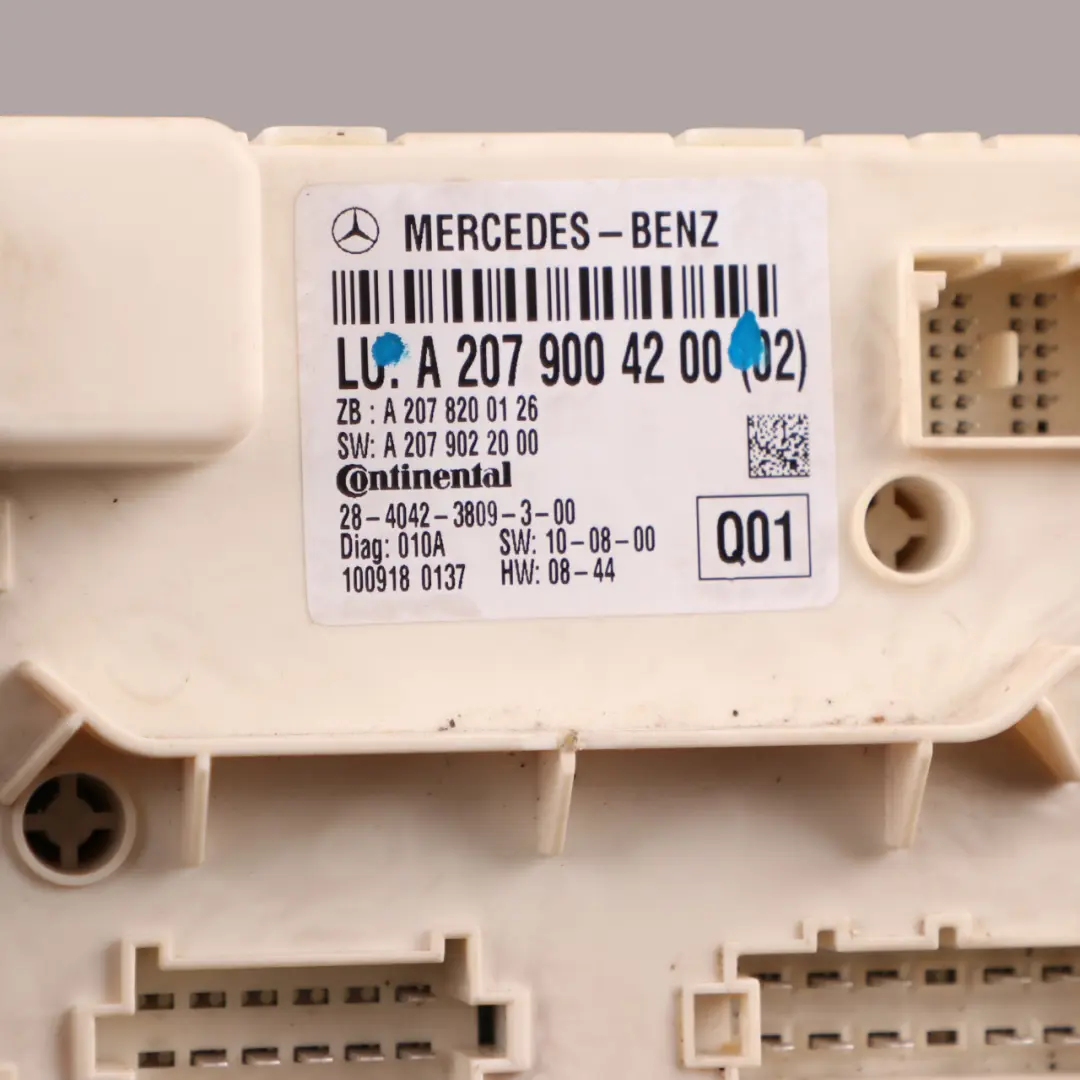 MERCEDES-BENZ
LU: A 207 900 42 00 (02)
ZB : A 207 820 01 26
SW: A 207 902 20 00
Continental
28-4042-3809-3-00
Diag: 010A SW: 10-08-00
100918 0137 HW: 08-44
Q01